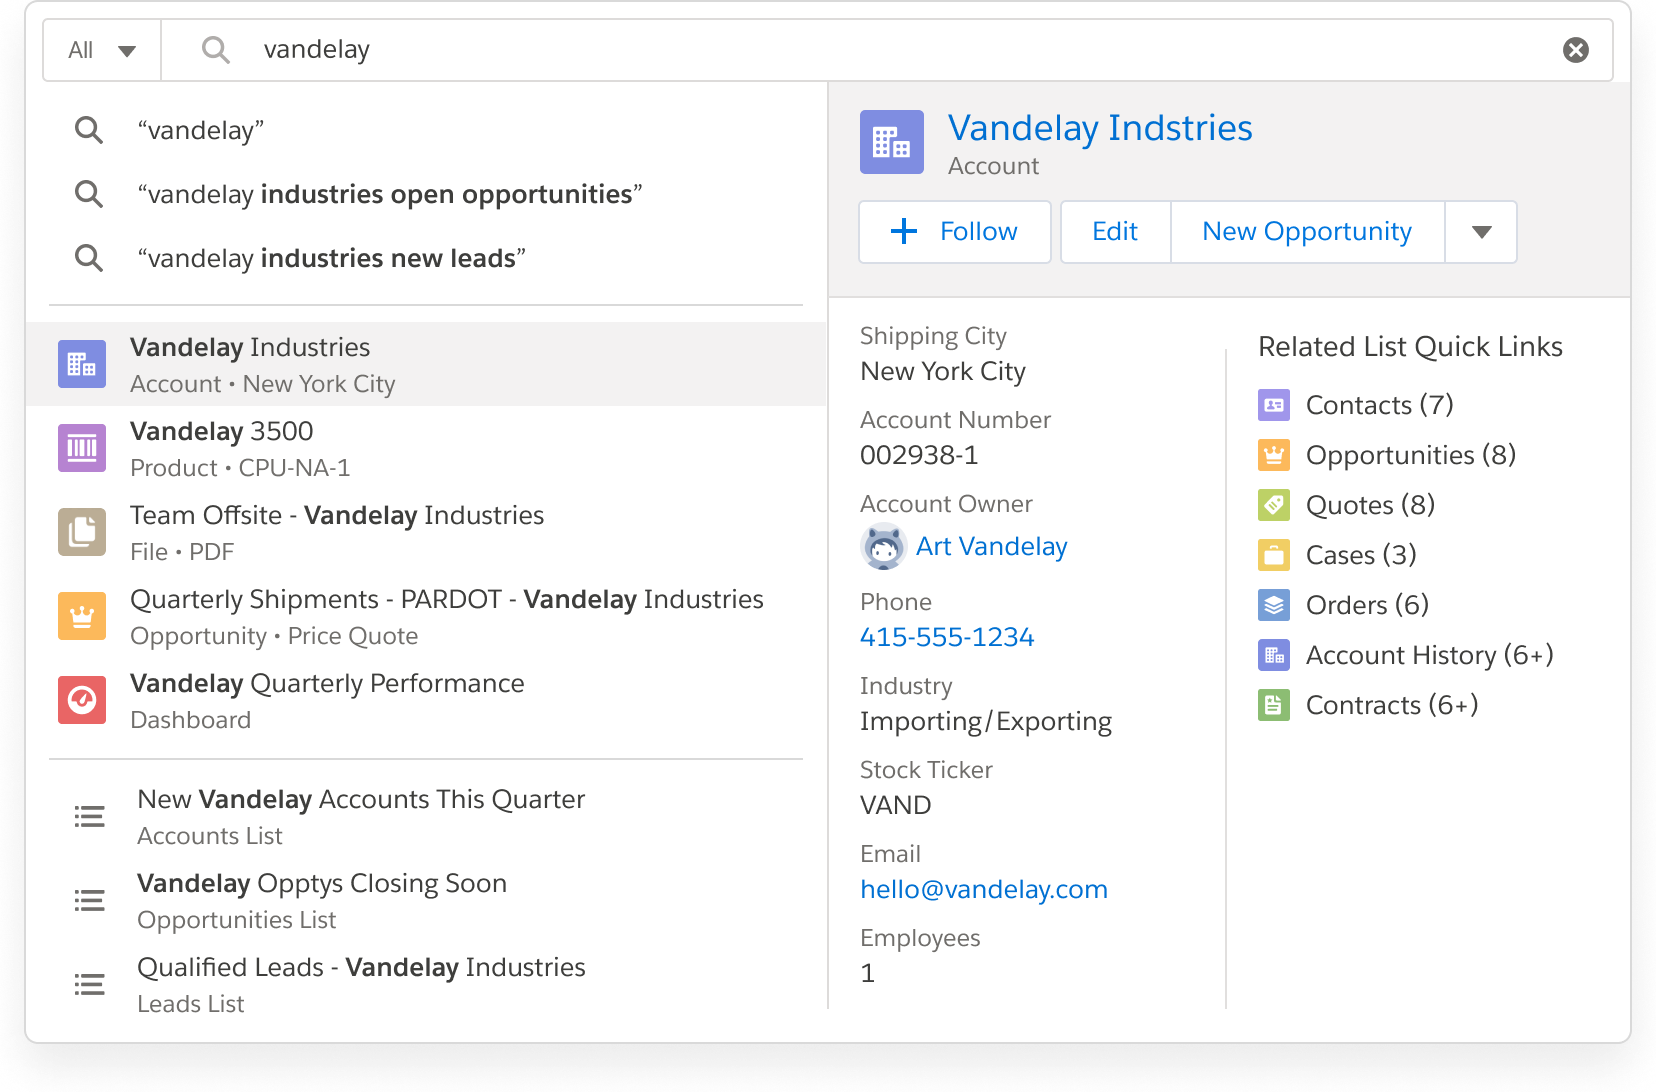 All
vandelay
“vandelay”
“vandelay industries open opportunities”
“vandelay industries new leads”
Vandelay Industries
Account • New York City
Vandelay 3500
Product • CPU-NA-1
Team Offsite - Vandelay Industries
File • PDF
Quarterly Shipments - PARDOT - Vandelay Industries
Opportunity • Price Quote
Vandelay Quarterly Performance
Dashboard
New Vandelay Accounts This Quarter
Accounts List
Vandelay Opptys Closing Soon
Opportunities List
Qualified Leads - Vandelay Industries
Leads List
Vandelay Indstries
Account
Follow
Edit
New Opportunity
Shipping City
New York City
Account Number
002938-1
Account Owner
Art Vandelay
Phone
415-555-1234
Industry
Importing/Exporting
Stock Ticker
VAND
Email
hello@vandelay.com
Employees
1
Related List Quick Links
Contacts (7)
Opportunities (8)
Quotes (8)
Cases (3)
Orders (6)
Account History (6+)
Contracts (6+)